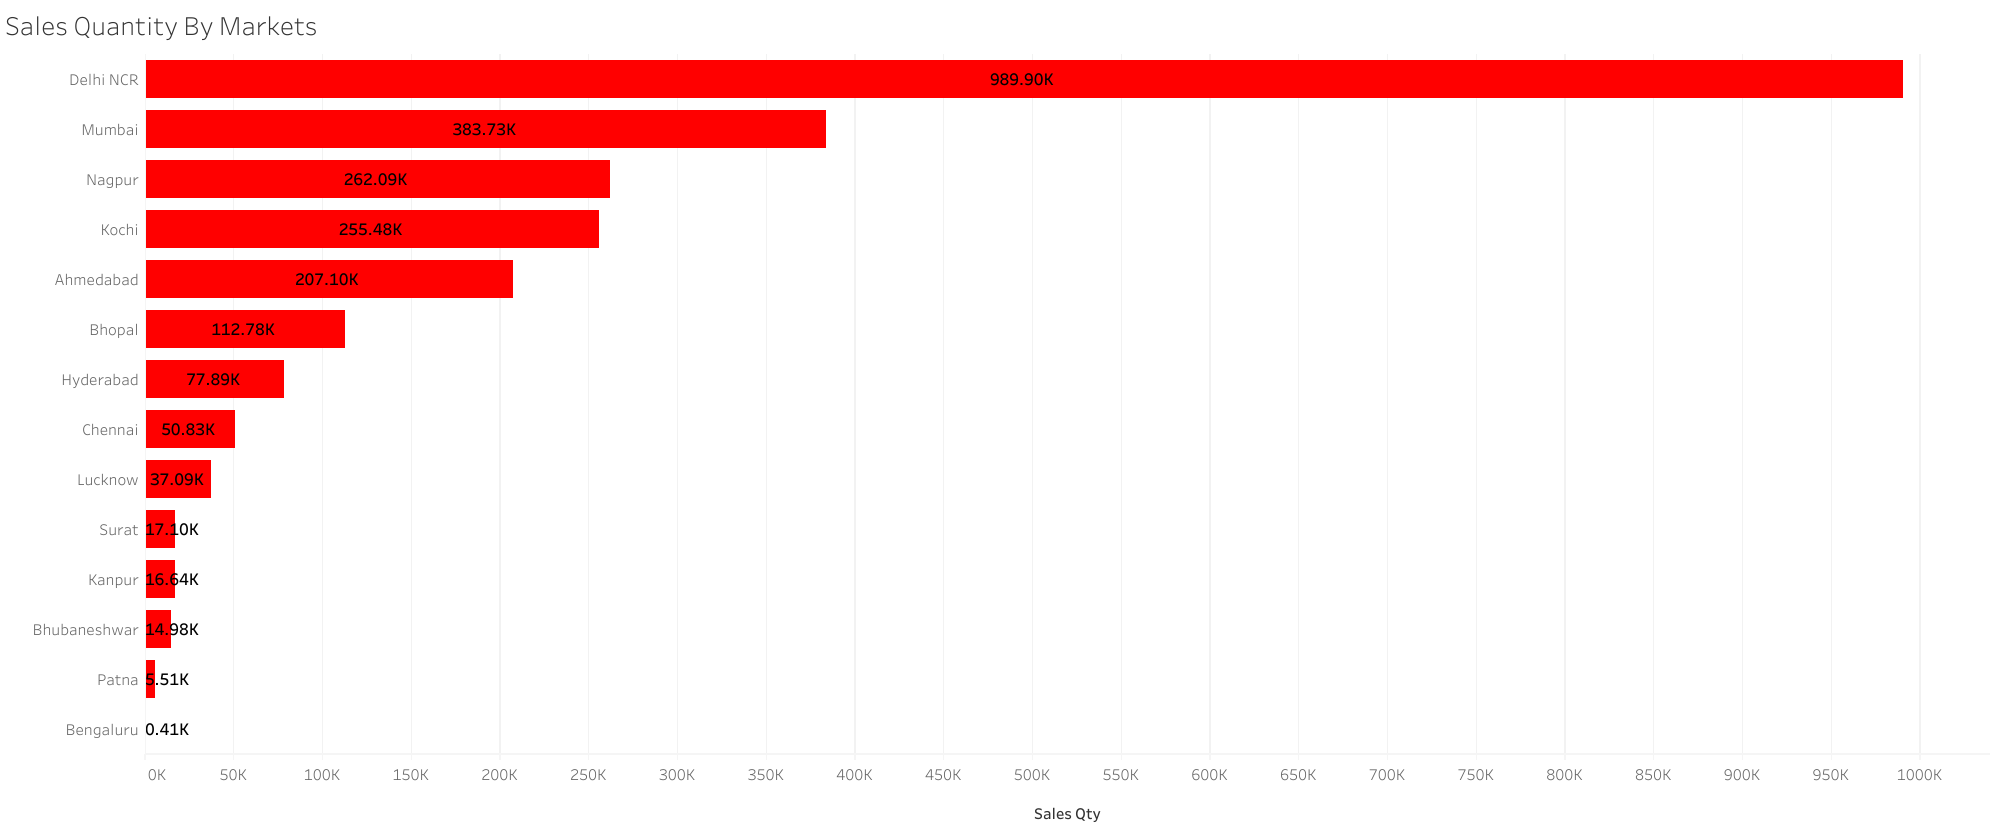 Sales Quantity By Markets
Delhi NCR 989.90K
Mumbai 383.73K
Nagpur 262.09K
Kochi 255.48K
Ahmedabad 207.10K
Bhopal 112.78K
Hyderabad 77.89K
Chennai 50.83K
Lucknow 37.09K
Surat 17.10K
Kanpur 16.64K
Bhubaneshwar 14.98K
Patna 5.51K
Bengaluru 0.41K
0K 50K 100K 150K 200K 250K 300K 350K 400K 450K 500K 550K 600K 650K 700K 750K 800K 850K 900K 950K 1000K
Sales Qty